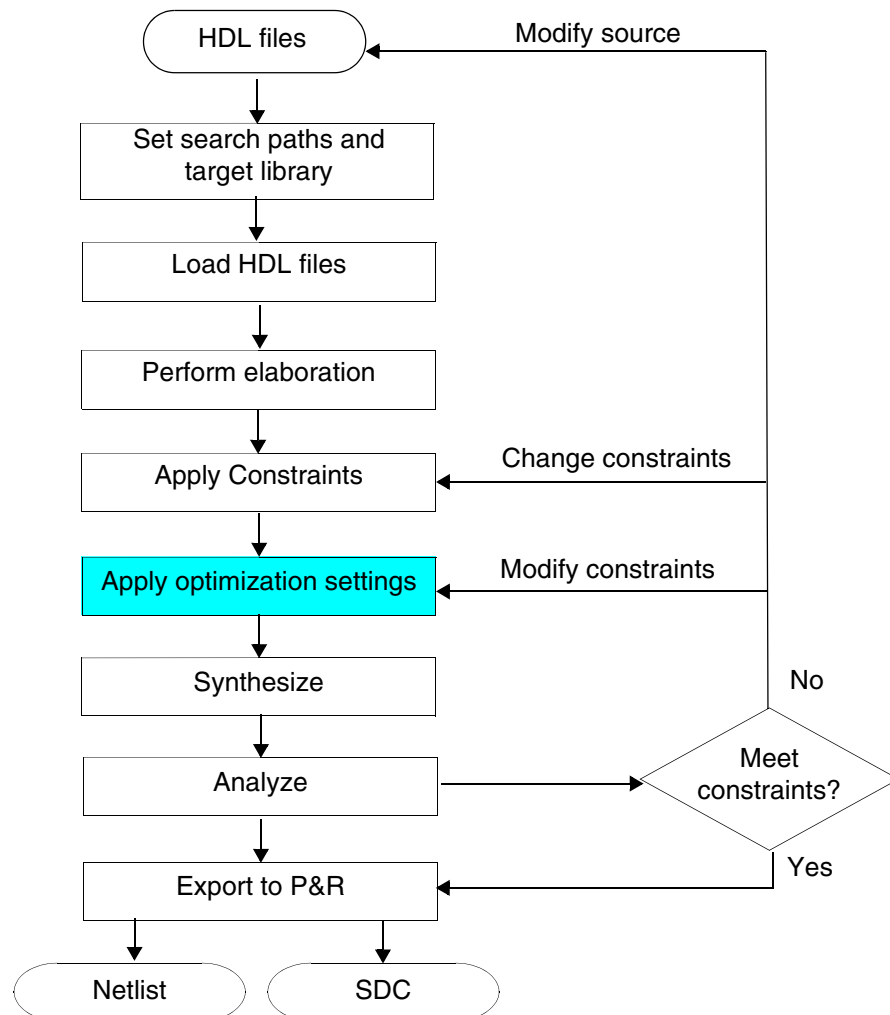 HDL files
Modify source
Set search paths and
target library
Load HDL files
Perform elaboration
Apply Constraints
Change constraints
Apply optimization settings
Modify constraints
Synthesize
No
Analyze
Meet
constraints?
Yes
Export to P&R
Netlist
SDC